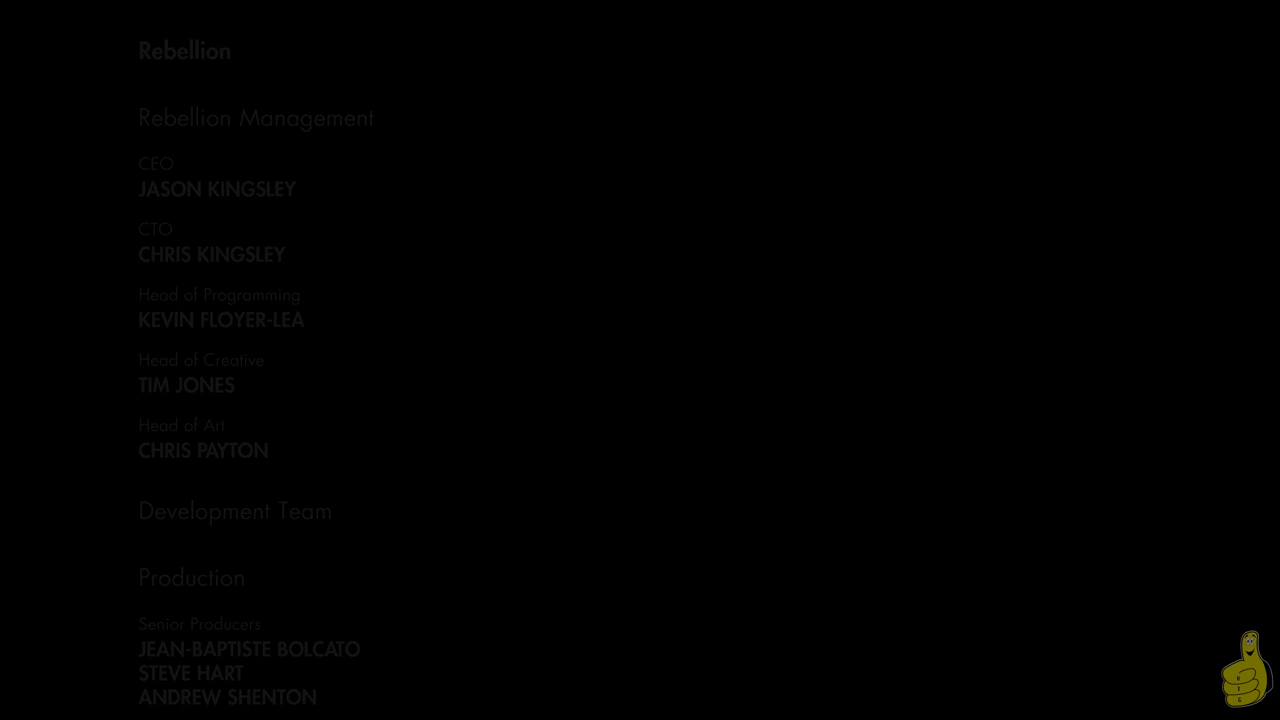 Rebellion
Rebellion Management
CEO
JASON KINGSLEY
CTO
CHRIS KINGSLEY
Head of Programming
KEVIN FLOYER-LEA
Head of Creative
TIM JONES
Head of Art
CHRIS PAYTON
Development Team
Production
Senior Producers
JEAN-BAPTISTE BOLCATO
STEVE HART
ANDREW SHENTON